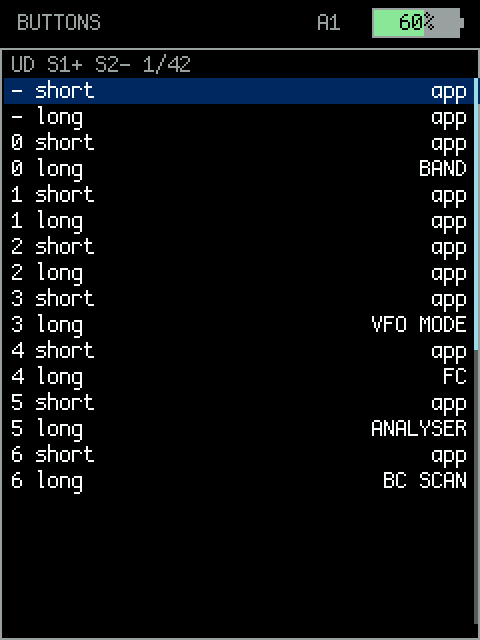 BUTTONS A1 60%
UD S1+ S2- 1/42
- short app
- long app
0 short app
0 long BAND
1 short app
1 long app
2 short app
2 long app
3 short app
3 long VFO MODE
4 short app
4 long FC
5 short app
5 long ANALYSER
6 short app
6 long BC SCAN